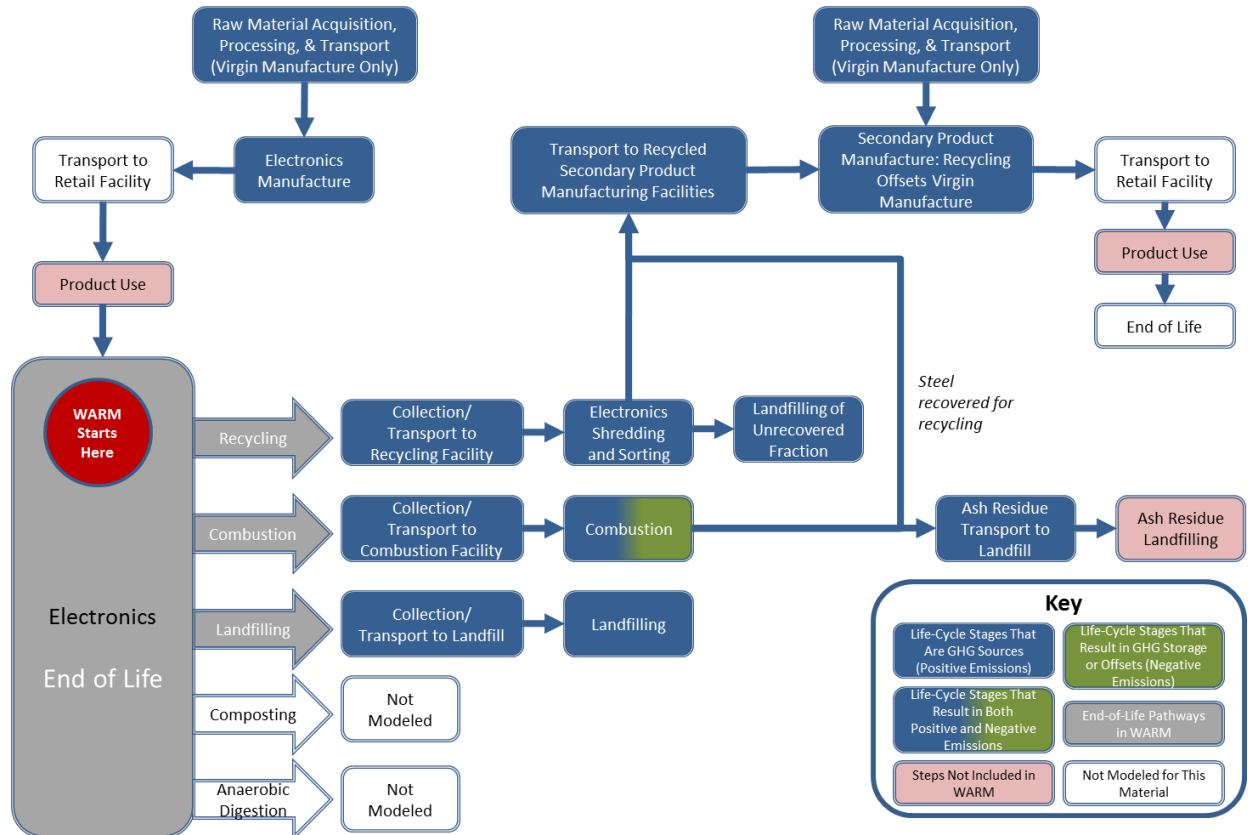 Raw Material Acquisition,
Processing, & Transport
(Virgin Manufacture Only)
Raw Material Acquisition,
Processing, & Transport
(Virgin Manufacture Only)
Transport to
Retail Facility
Electronics
Manufacture
Transport to Recycled
Secondary Product
Manufacturing Facilities
Secondary Product
Manufacture: Recycling
Offsets Virgin
Manufacture
Transport to
Retail Facility
Product Use
Product Use
End of Life
WARM
Starts
Here
Electronics
End of Life
Recycling
Collection/
Transport to
Recycling Facility
Electronics
Shredding
and Sorting
Landfilling of
Unrecovered
Fraction
Steel
recovered for
recycling
Combustion
Collection/
Transport to
Combustion Facility
Combustion
Ash Residue
Transport to
Landfill
Ash Residue
Landfilling
Landfilling
Collection/
Transport to Landfill
Landfilling
Composting
Not
Modeled
Anaerobic
Digestion
Not
Modeled
Key
Life-Cycle Stages That
Are GHG Sources
(Positive Emissions)
Life-Cycle Stages That
Result in GHG Storage
or Offsets (Negative
Emissions)
Life-Cycle Stages That
Result in Both
Positive and Negative
Emissions
End-of-Life Pathways
in WARM
Steps Not Included in
WARM
Not Modeled for This
Material